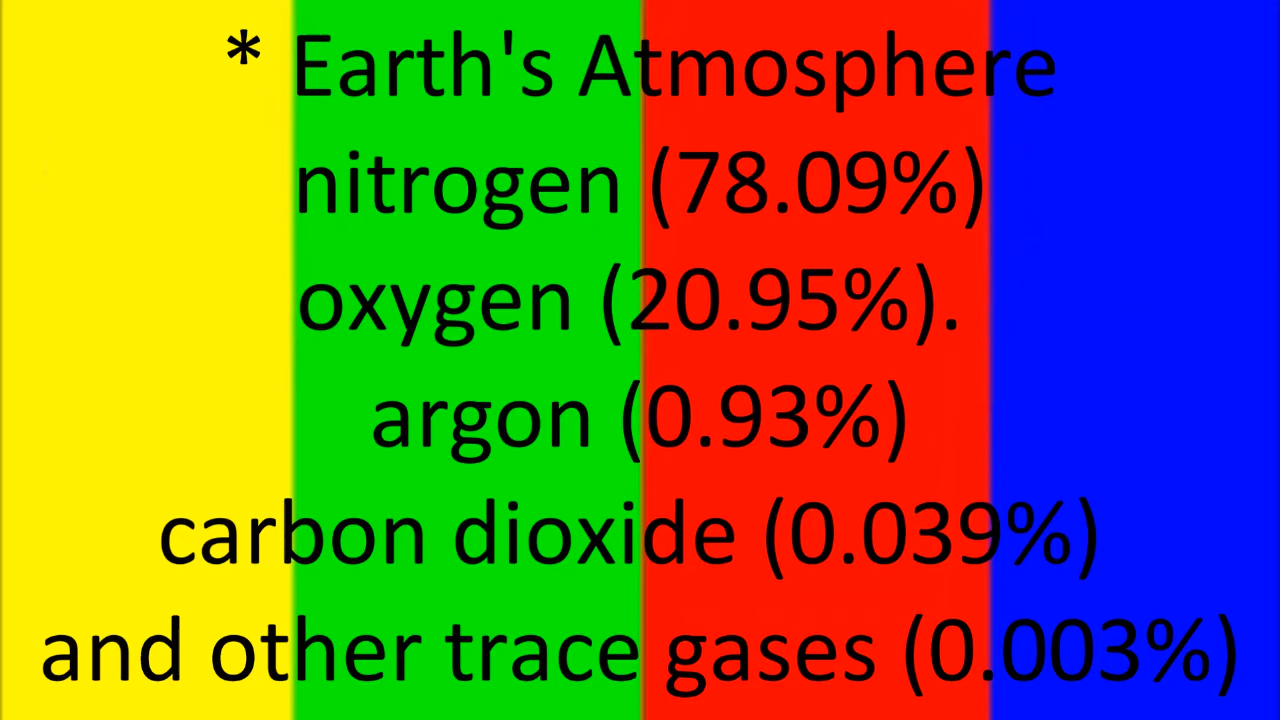 * Earth's Atmosphere
nitrogen (78.09%)
oxygen (20.95%).
argon (0.93%)
carbon dioxide (0.039%)
and other trace gases (0.003%)